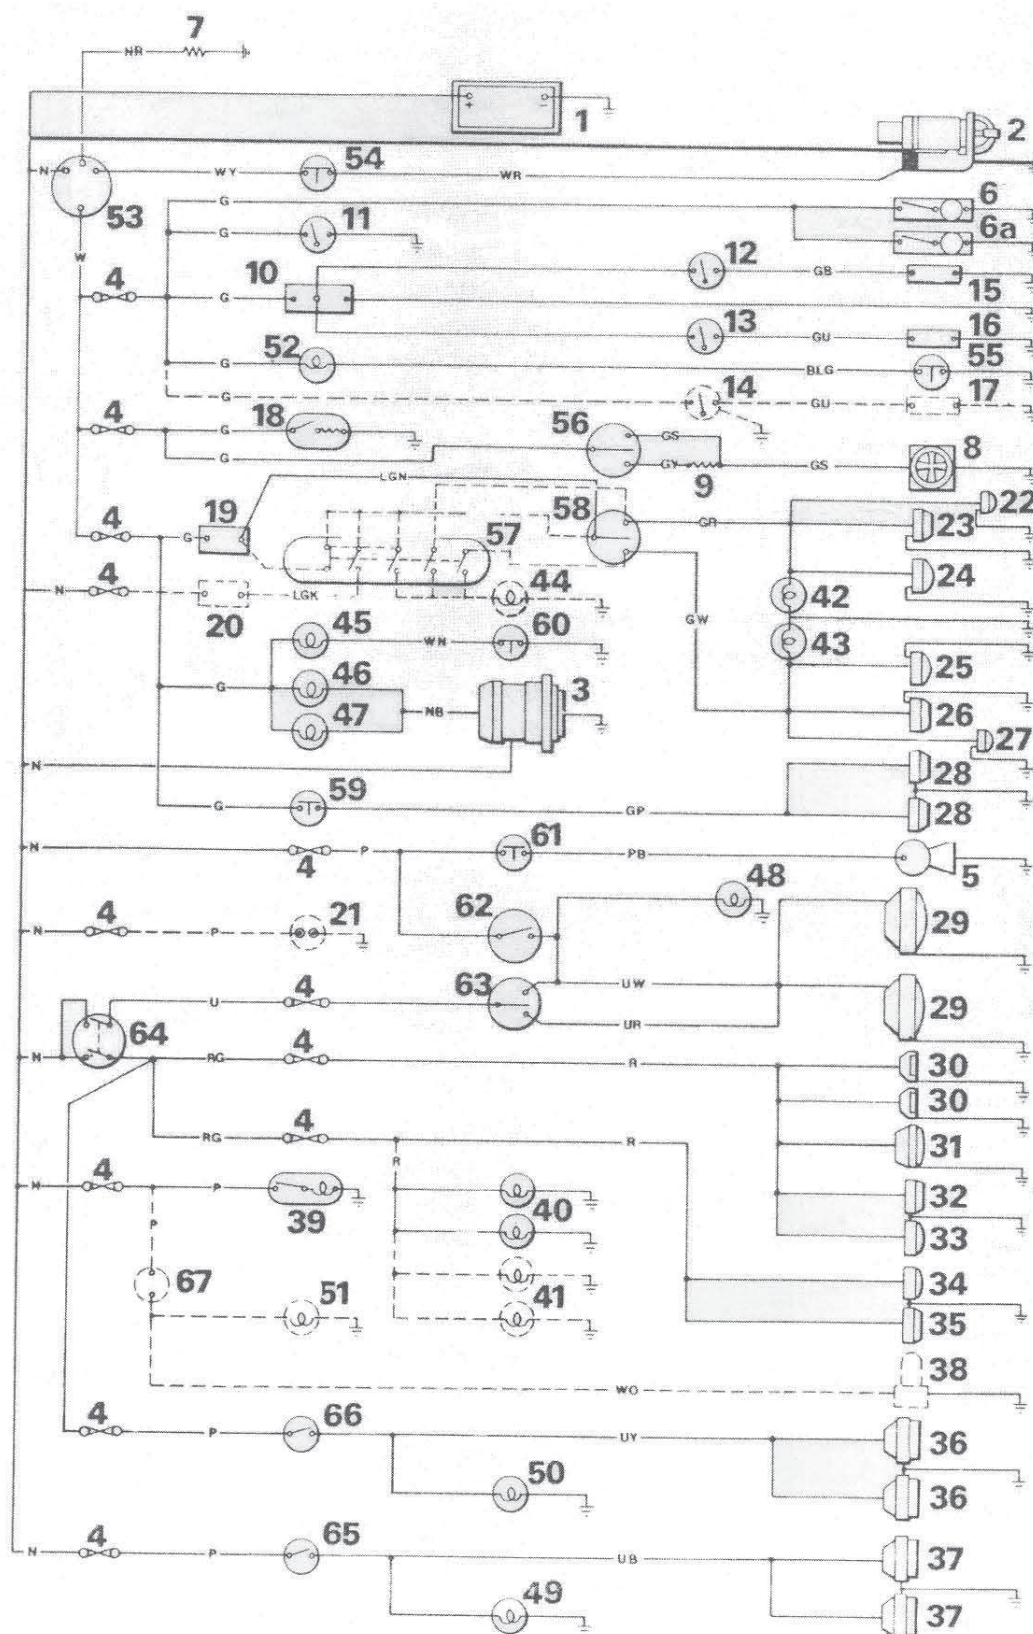 7
NR
1
+ −
2
N
WY
54
WR
53
G
6
11
G
6a
W
12
4
10
GB
G
15
13
16
52
GU
55
G
BLG
14
G
GU
17
4
18
56
G
GS
8
G
GY
9
GS
LGN
58
22
4
19
57
GR
23
G
4
44
24
N
LGK
42
20
45
60
GW
WN
43
46
25
G
3
47
NB
26
27
N
28
59
G
GP
28
61
N
P
PB
4
5
48
4
21
62
29
N
P
4
63
UW
U
29
64
UR
4
N
RG
R
30
30
4
RG
R
31
R
4
N
P
32
39
40
33
P
67
34
51
41
35
38
WO
4
66
P
UY
36
50
36
4
65
N
P
UB
37
49
37